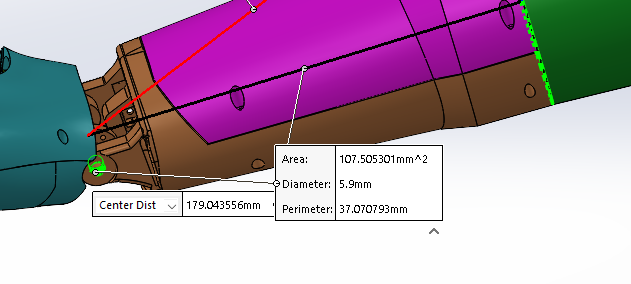 Area: 107.505301mm^2
Diameter: 5.9mm
Center Dist 179.043556mm
Perimeter: 37.070793mm